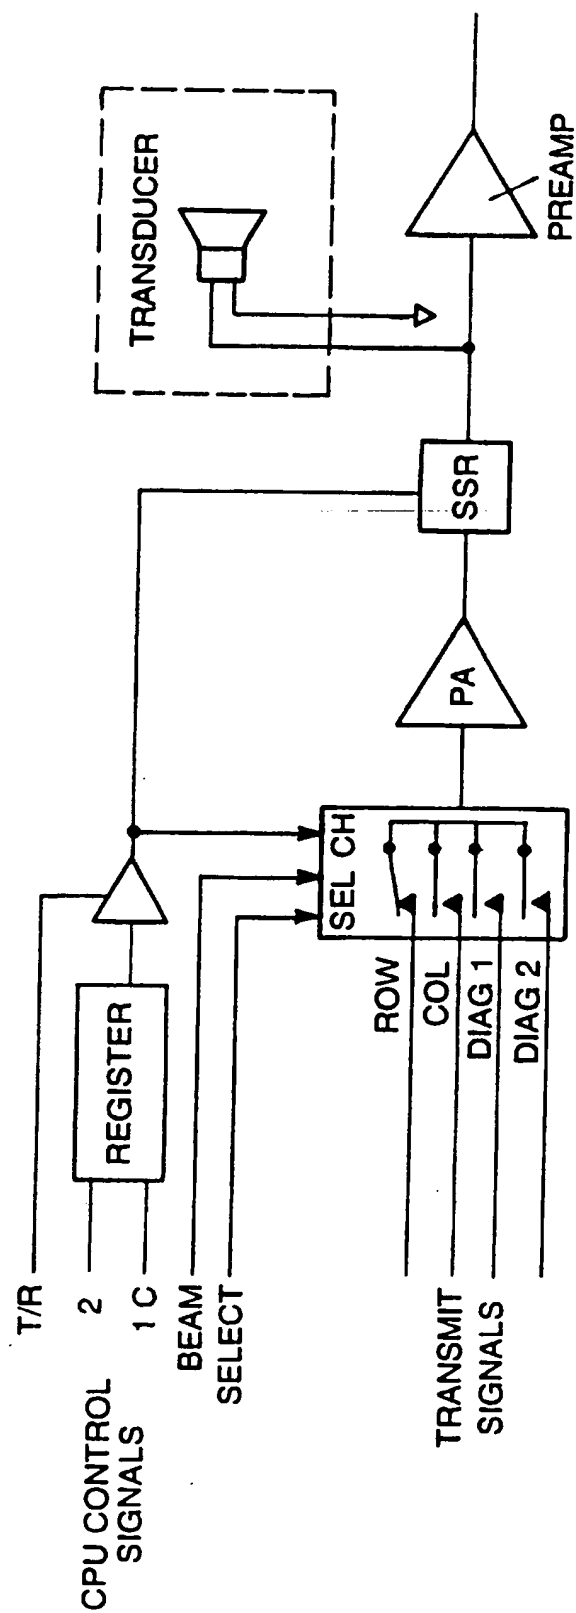 CPU CONTROL
SIGNALS
T/R
2
1 C
REGISTER
BEAM
SELECT
SEL CH
TRANSMIT
SIGNALS
ROW
COL
DIAG 1
DIAG 2
PA
SSR
TRANSDUCER
PREAMP